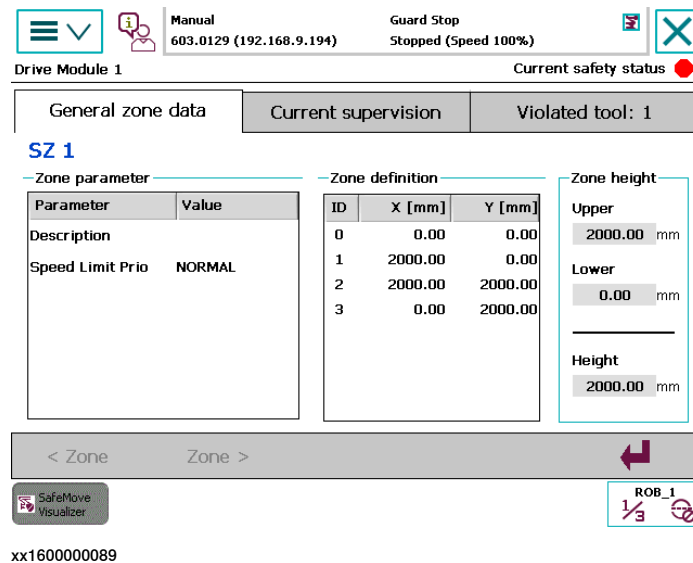 Manual
603.0129 (192.168.9.194)
Guard Stop
Stopped (Speed 100%)
Drive Module 1
Current safety status
General zone data
Current supervision
Violated tool: 1
SZ 1
Zone parameter
Parameter Value
Description
Speed Limit Prio NORMAL
Zone definition
ID X [mm] Y [mm]
0 0.00 0.00
1 2000.00 0.00
2 2000.00 2000.00
3 0.00 2000.00
Zone height
Upper
2000.00 mm
Lower
0.00 mm
Height
2000.00 mm
< Zone
Zone >
SafeMove
Visualizer
ROB_1
1/3
xx1600000089